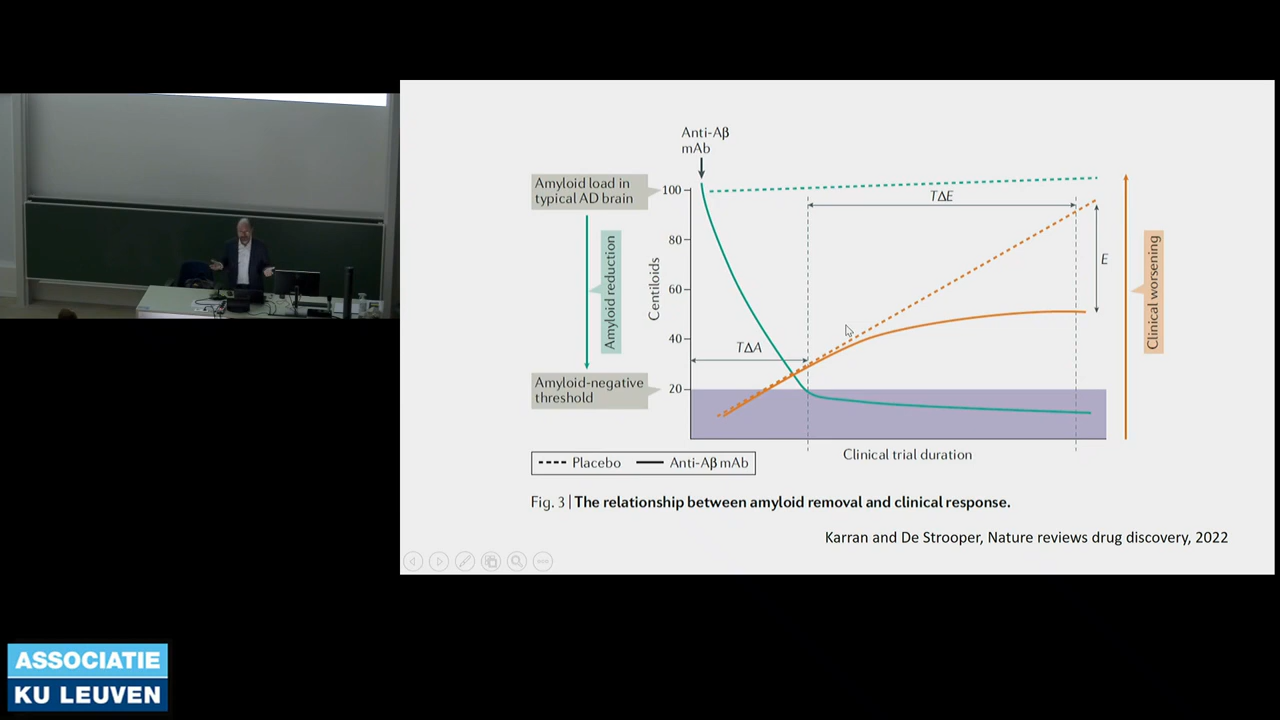 Anti-Aβ
mAb
Amyloid load in
typical AD brain
Amyloid reduction
Amyloid-negative
threshold
Centiloids
100
80
60
40
20
TΔA
TΔE
E
Clinical worsening
Clinical trial duration
Placebo
Anti-Aβ mAb
Fig. 3 | The relationship between amyloid removal and clinical response.
Karran and De Strooper, Nature reviews drug discovery, 2022
ASSOCIATIE
KU LEUVEN